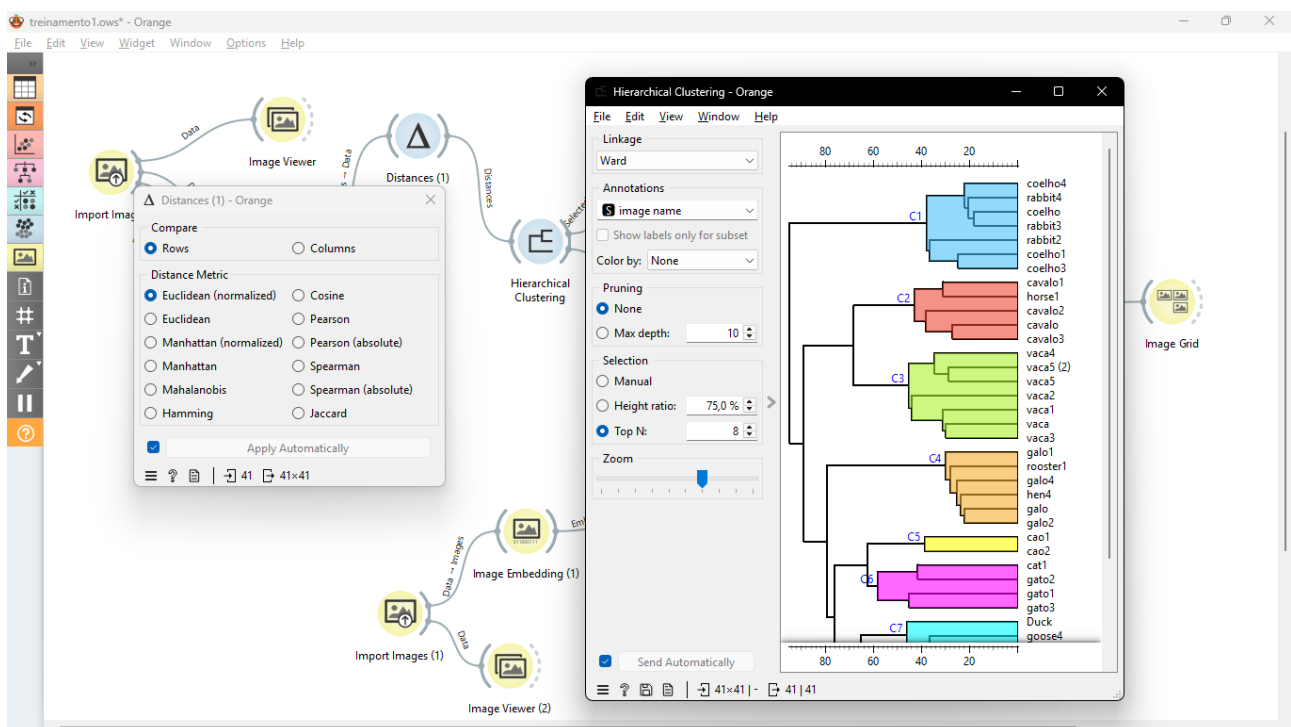 treinamento1.ows* - Orange
File Edit View Widget Window Options Help
Data
Image Viewer
Data
Distances (1)
Distances
Import Imag
Hierarchical
Clustering
Image Grid
Distances (1) - Orange
Compare
Rows Columns
Distance Metric
Euclidean (normalized) Cosine
Euclidean Pearson
Manhattan (normalized) Pearson (absolute)
Manhattan Spearman
Mahalanobis Spearman (absolute)
Hamming Jaccard
Apply Automatically
41 41×41
Image Embedding (1)
Data → Images
Import Images (1)
Data
Image Viewer (2)
Hierarchical Clustering - Orange
File Edit View Window Help
Linkage
Ward
Annotations
S image name
Show labels only for subset
Color by: None
Pruning
None
Max depth: 10
Selection
Manual
Height ratio: 75,0 %
Top N: 8
Zoom
Send Automatically
41×41 | - 41 | 41
80 60 40 20
coelho4
rabbit4
C1 coelho
rabbit3
rabbit2
coelho1
coelho3
cavalo1
C2 horse1
cavalo2
cavalo
cavalo3
vaca4
vaca5 (2)
C3 vaca5
vaca2
vaca1
vaca
vaca3
C4 galo1
rooster1
galo4
hen4
galo
galo2
C5 cao1
cao2
cat1
C6 gato2
gato1
gato3
C7 Duck
goose4
80 60 40 20